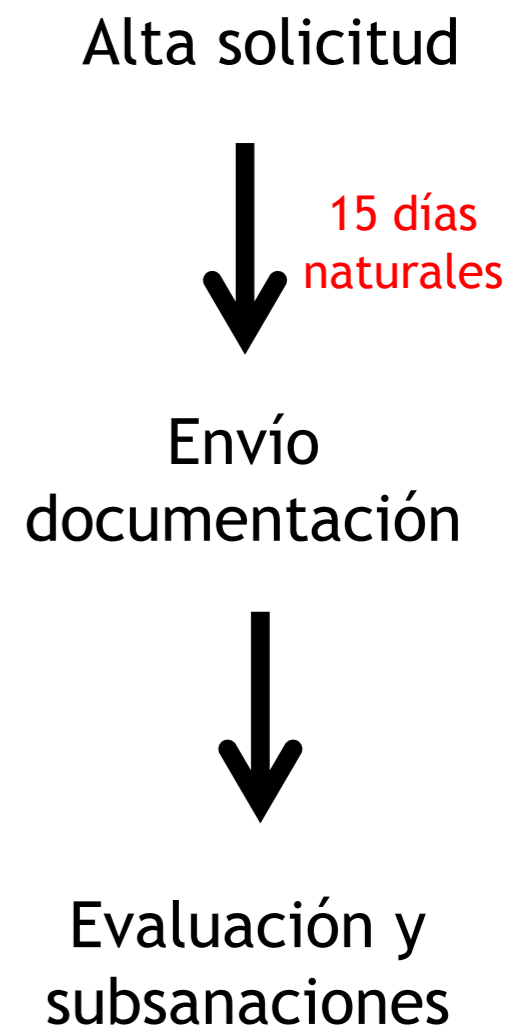 Alta solicitud
15 días
naturales
Envío
documentación
Evaluación y
subsanaciones